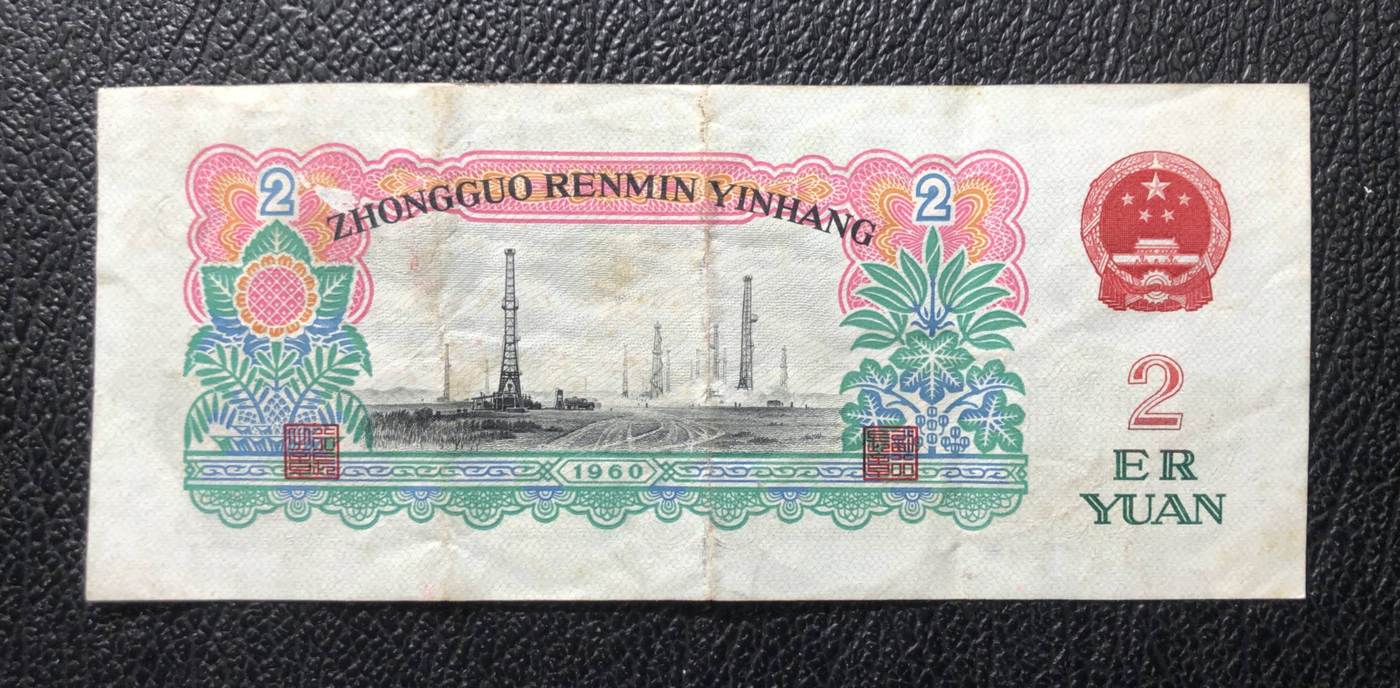 2
2
ZHONGGUO RENMIN YINHANG
2
ER
YUAN
1960